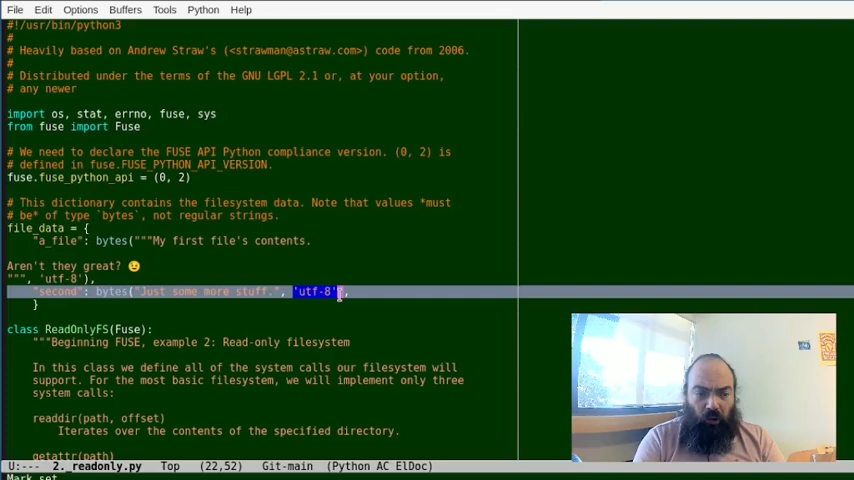 File Edit Options Buffers Tools Python Help
#!/usr/bin/python3
#
# Heavily based on Andrew Straw's (<strawman@astraw.com>) code from 2006.
#
# Distributed under the terms of the GNU LGPL 2.1 or, at your option,
# any newer
import os, stat, errno, fuse, sys
from fuse import Fuse
# We need to declare the FUSE API Python compliance version. (0, 2) is
# defined in fuse.FUSE_PYTHON_API_VERSION.
fuse.fuse_python_api = (0, 2)
# This dictionary contains the filesystem data. Note that values *must
# be* of type `bytes`, not regular strings.
file_data = {
"a_file": bytes("""My first file's contents.
Aren't they great? 😉
""", 'utf-8'),
"second": bytes("Just some more stuff.", 'utf-8'),
}
class ReadOnlyFS(Fuse):
"""Beginning FUSE, example 2: Read-only filesystem
In this class we define all of the system calls our filesystem will
support. For the most basic filesystem, we will implement only three
system calls:
readdir(path, offset)
Iterates over the contents of the specified directory.
getattr(path)
U:--- 2._readonly.py Top (22,52) Git-main (Python AC ElDoc)
Mark set